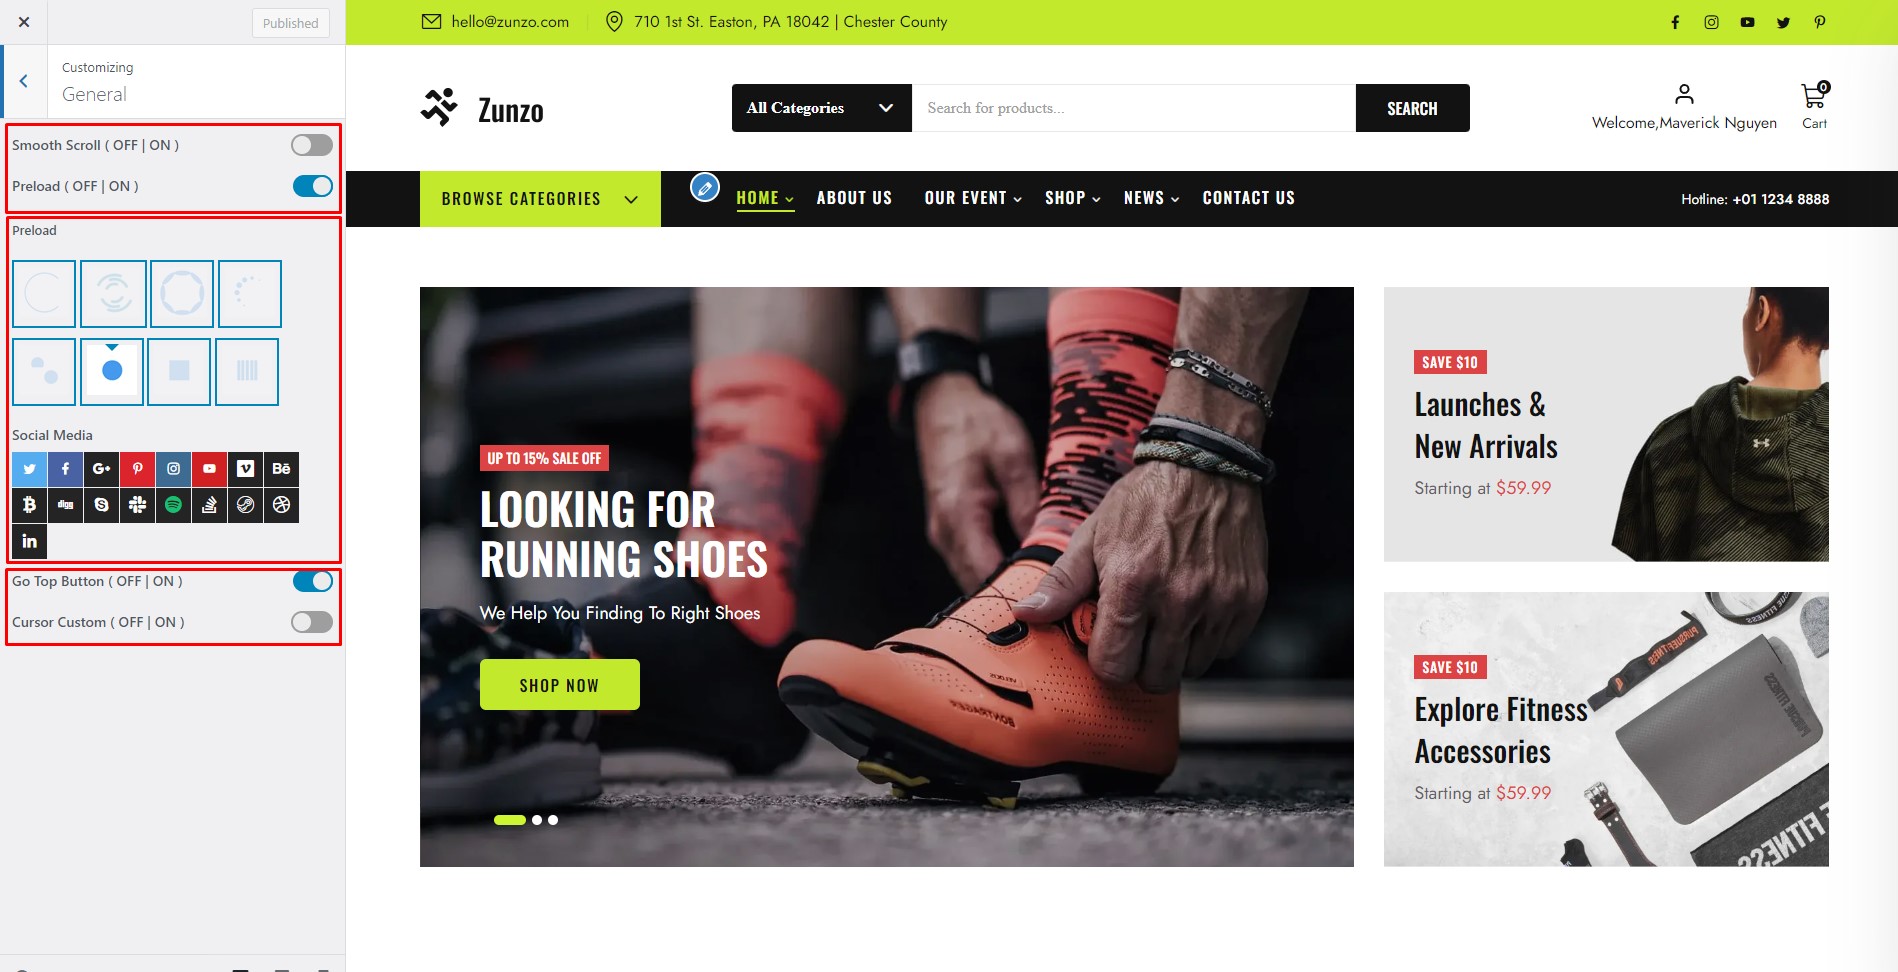 Published
Customizing
General
Smooth Scroll ( OFF | ON )
Preload ( OFF | ON )
Preload
Social Media
G+
Bē
digg
in
Go Top Button ( OFF | ON )
Cursor Custom ( OFF | ON )
hello@zunzo.com
710 1st St. Easton, PA 18042 | Chester County
Zunzo
All Categories
Search for products...
SEARCH
Welcome,Maverick Nguyen
0
Cart
BROWSE CATEGORIES
HOME
ABOUT US
OUR EVENT
SHOP
NEWS
CONTACT US
Hotline: +01 1234 8888
UP TO 15% SALE OFF
LOOKING FOR
RUNNING SHOES
We Help You Finding To Right Shoes
SHOP NOW
BONTRAGER
SAVE $10
Launches &
New Arrivals
Starting at $59.99
SAVE $10
Explore Fitness
Accessories
Starting at $59.99